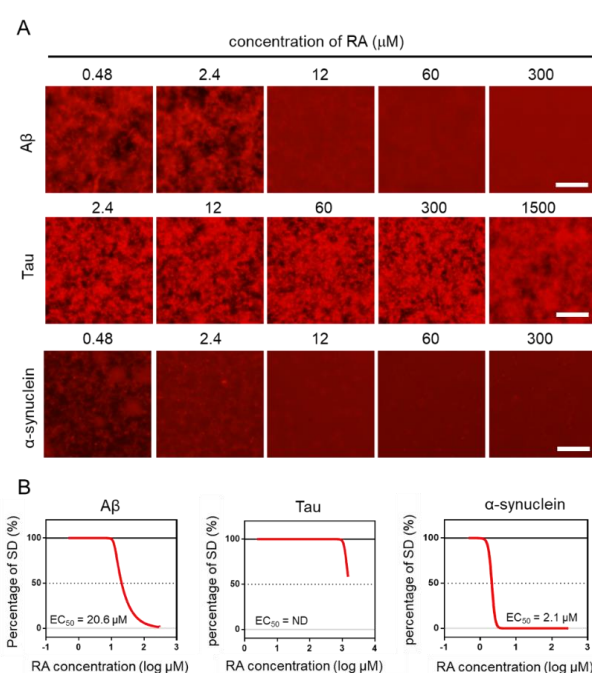 A
concentration of RA (μM)
0.48 2.4 12 60 300
Aβ
2.4 12 60 300 1500
Tau
0.48 2.4 12 60 300
α-synuclein
B
Aβ Tau α-synuclein
Percentage of SD (%)
100
50
0
EC50 = 20.6 μM
-1 0 1 2 3
RA concentration (log μM)
percentage of SD (%)
100
50
0
EC50 = ND
0 1 2 3 4
RA concentration (log μM)
percentage of SD (%)
100
50
0
EC50 = 2.1 μM
-1 0 1 2 3
RA concentration (log μM)